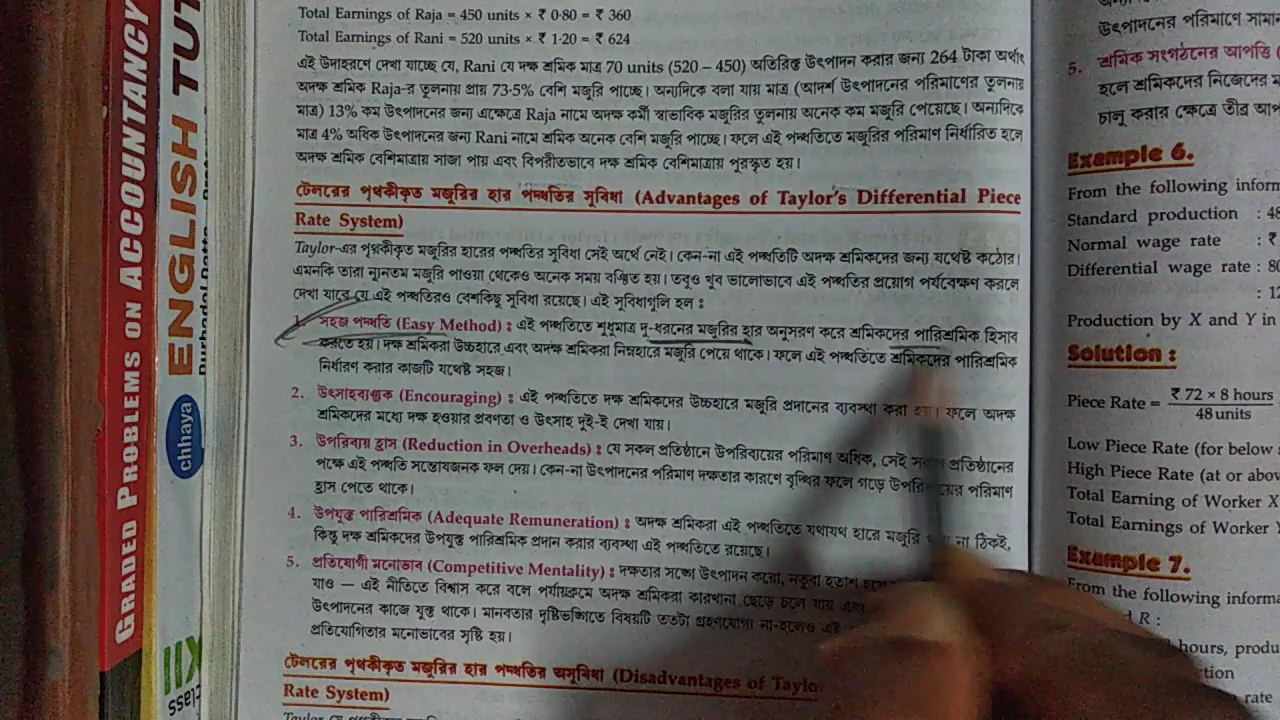 Total Earnings of Raja = 450 units × ₹ 0·80 = ₹ 360
Total Earnings of Rani = 520 units × ₹ 1·20 = ₹ 624
এই উদাহরণে দেখা যাচ্ছে যে, Rani যে দক্ষ শ্রমিক মাত্র 70 units (520 – 450) অতিরিক্ত উৎপাদন করার জন্য 264 টাকা অর্থাৎ
অদক্ষ শ্রমিক Raja-র তুলনায় প্রায় 73·5% বেশি মজুরি পাচ্ছে। অন্যদিকে বলা যায় মাত্র (আদর্শ উৎপাদনের পরিমাণের তুলনায়
মাত্র) 13% কম উৎপাদনের জন্য এক্ষেত্রে Raja নামে অদক্ষ কর্মী স্বাভাবিক মজুরির তুলনায় অনেক কম মজুরি পেয়েছে। অন্যদিকে
মাত্র 4% অধিক উৎপাদনের জন্য Rani নামে শ্রমিক অনেক বেশি মজুরি পাচ্ছে। ফলে এই পদ্ধতিতে মজুরির পরিমাণ নির্ধারিত হলে
অদক্ষ শ্রমিক বেশিমাত্রায় সাজা পায় এবং বিপরীতভাবে দক্ষ শ্রমিক বেশিমাত্রায় পুরস্কৃত হয়।
টেলরের পৃথকীকৃত মজুরির হার পদ্ধতির সুবিধা (Advantages of Taylor's Differential Piece
Rate System)
Taylor-এর পৃথকীকৃত মজুরির হারের পদ্ধতির সুবিধা সেই অর্থে নেই। কেন-না এই পদ্ধতিটি অদক্ষ শ্রমিকদের জন্য যথেষ্ট কঠোর।
এমনকি তারা ন্যূনতম মজুরি পাওয়া থেকেও অনেক সময় বঞ্চিত হয়। তবুও খুব ভালোভাবে এই পদ্ধতির প্রয়োগ পর্যবেক্ষণ করলে
দেখা যাবে যে এই পদ্ধতিরও বেশকিছু সুবিধা রয়েছে। এই সুবিধাগুলি হল :
1. সহজ পদ্ধতি (Easy Method) : এই পদ্ধতিতে শুধুমাত্র দু-ধরনের মজুরির হার অনুসরণ করে শ্রমিকদের পারিশ্রমিক হিসাব
করতে হয়। দক্ষ শ্রমিকরা উচ্চহারে এবং অদক্ষ শ্রমিকরা নিম্নহারে মজুরি পেয়ে থাকে। ফলে এই পদ্ধতিতে শ্রমিকদের পারিশ্রমিক
নির্ধারণ করার কাজটি যথেষ্ট সহজ।
2. উৎসাহব্যঞ্জক (Encouraging) : এই পদ্ধতিতে দক্ষ শ্রমিকদের উচ্চহারে মজুরি প্রদানের ব্যবস্থা করা হয়। ফলে অদক্ষ
শ্রমিকদের মধ্যে দক্ষ হওয়ার প্রবণতা ও উৎসাহ দুই-ই দেখা যায়।
3. উপরিব্যয় হ্রাস (Reduction in Overheads) : যে সকল প্রতিষ্ঠানে উপরিব্যয়ের পরিমাণ অধিক, সেই প্রতিষ্ঠানের
পক্ষে এই পদ্ধতি সন্তোষজনক ফল দেয়। কেন-না উৎপাদনের পরিমাণ দক্ষতার কারণে বৃদ্ধির ফলে গড়ে পরিমাণ
হ্রাস পেতে থাকে।
4. উপযুক্ত পারিশ্রমিক (Adequate Remuneration) : অদক্ষ শ্রমিকরা এই পদ্ধতিতে যথাযথ হারে মজুরি না ঠিকই,
কিন্তু দক্ষ শ্রমিকদের উপযুক্ত পারিশ্রমিক প্রদান করার ব্যবস্থা এই পদ্ধতিতে রয়েছে।
5. প্রতিযোগী মনোভাব (Competitive Mentality) : দক্ষতার সঙ্গে উৎপাদন করো, নতুবা হতাশ
যাও — এই নীতিতে বিশ্বাস করে বলে পর্যায়ক্রমে অদক্ষ শ্রমিকরা কারখানা ছেড়ে চলে যায়
উৎপাদনের কাজে যুক্ত থাকে। মানবতার দৃষ্টিভঙ্গিতে বিষয়টি ততটা গ্রহণযোগ্য না-হলেও এই
প্রতিযোগিতার মনোভাবের সৃষ্টি হয়।
টেলরের পৃথকীকৃত মজুরির হার পদ্ধতির অসুবিধা (Disadvantages of Taylo
Rate System)
উৎপাদনের পরিমাণে
5. শ্রমিক সংগঠনের আপত্তি (
হলে শ্রমিকদের নিজেদের
চালু করার ক্ষেত্রে তীব্র
Example 6.
From the following inform
Standard production : 48
Normal wage rate : ₹
Differential wage rate : 80
: 12
Production by X and Y in
Solution :
Piece Rate = ₹ 72 × 8 hours
48 units
Low Piece Rate (for below
High Piece Rate (at or abov
Total Earning of Worker X
Total Earnings of Worker
Example 7.
From the following informa
R :
hours, produ
rate
GRADED PROBLEMS ON ACCOUNTANCY
ENGLISH TUT
chhaya
XII
class